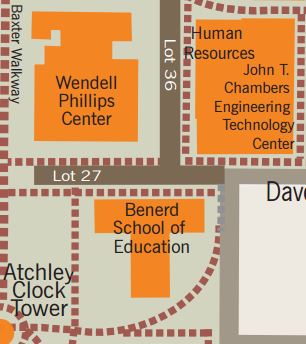 Baxter Walkway
Wendell
Phillips
Center
Lot 36
Human
Resources
John T.
Chambers
Engineering
Technology
Center
Lot 27
Benerd
School of
Education
Atchley
Clock
Tower